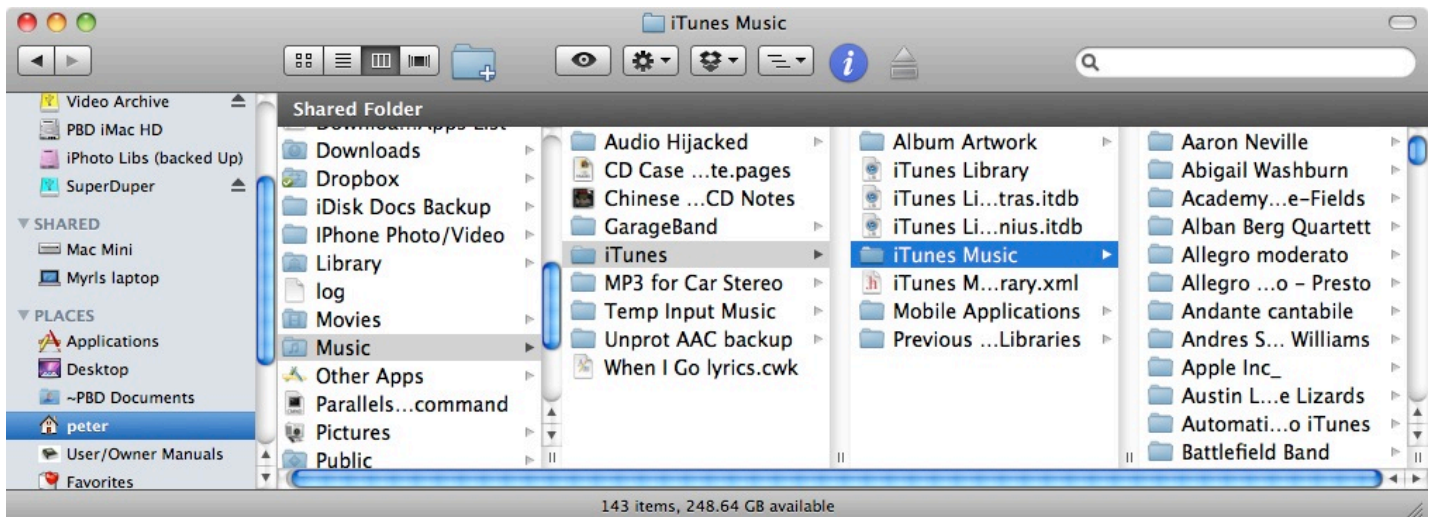 iTunes Music
Shared Folder
Video Archive
PBD iMac HD
iPhoto Libs (backed Up)
SuperDuper
SHARED
Mac Mini
Myrls laptop
PLACES
Applications
Desktop
~PBD Documents
peter
User/Owner Manuals
Favorites
Downloa...Apps List
Downloads
Dropbox
iDisk Docs Backup
IPhone Photo/Video
Library
log
Movies
Music
Other Apps
Parallels...command
Pictures
Public
Audio Hijacked
CD Case ...te.pages
Chinese ...CD Notes
GarageBand
iTunes
MP3 for Car Stereo
Temp Input Music
Unprot AAC backup
When I Go lyrics.cwk
Album Artwork
iTunes Library
iTunes Li...tras.itdb
iTunes Li...nius.itdb
iTunes Music
iTunes M...rary.xml
Mobile Applications
Previous ...Libraries
Aaron Neville
Abigail Washburn
Academy...e-Fields
Alban Berg Quartett
Allegro moderato
Allegro ...o – Presto
Andante cantabile
Andres S... Williams
Apple Inc_
Austin L...e Lizards
Automati...o iTunes
Battlefield Band
143 items, 248.64 GB available